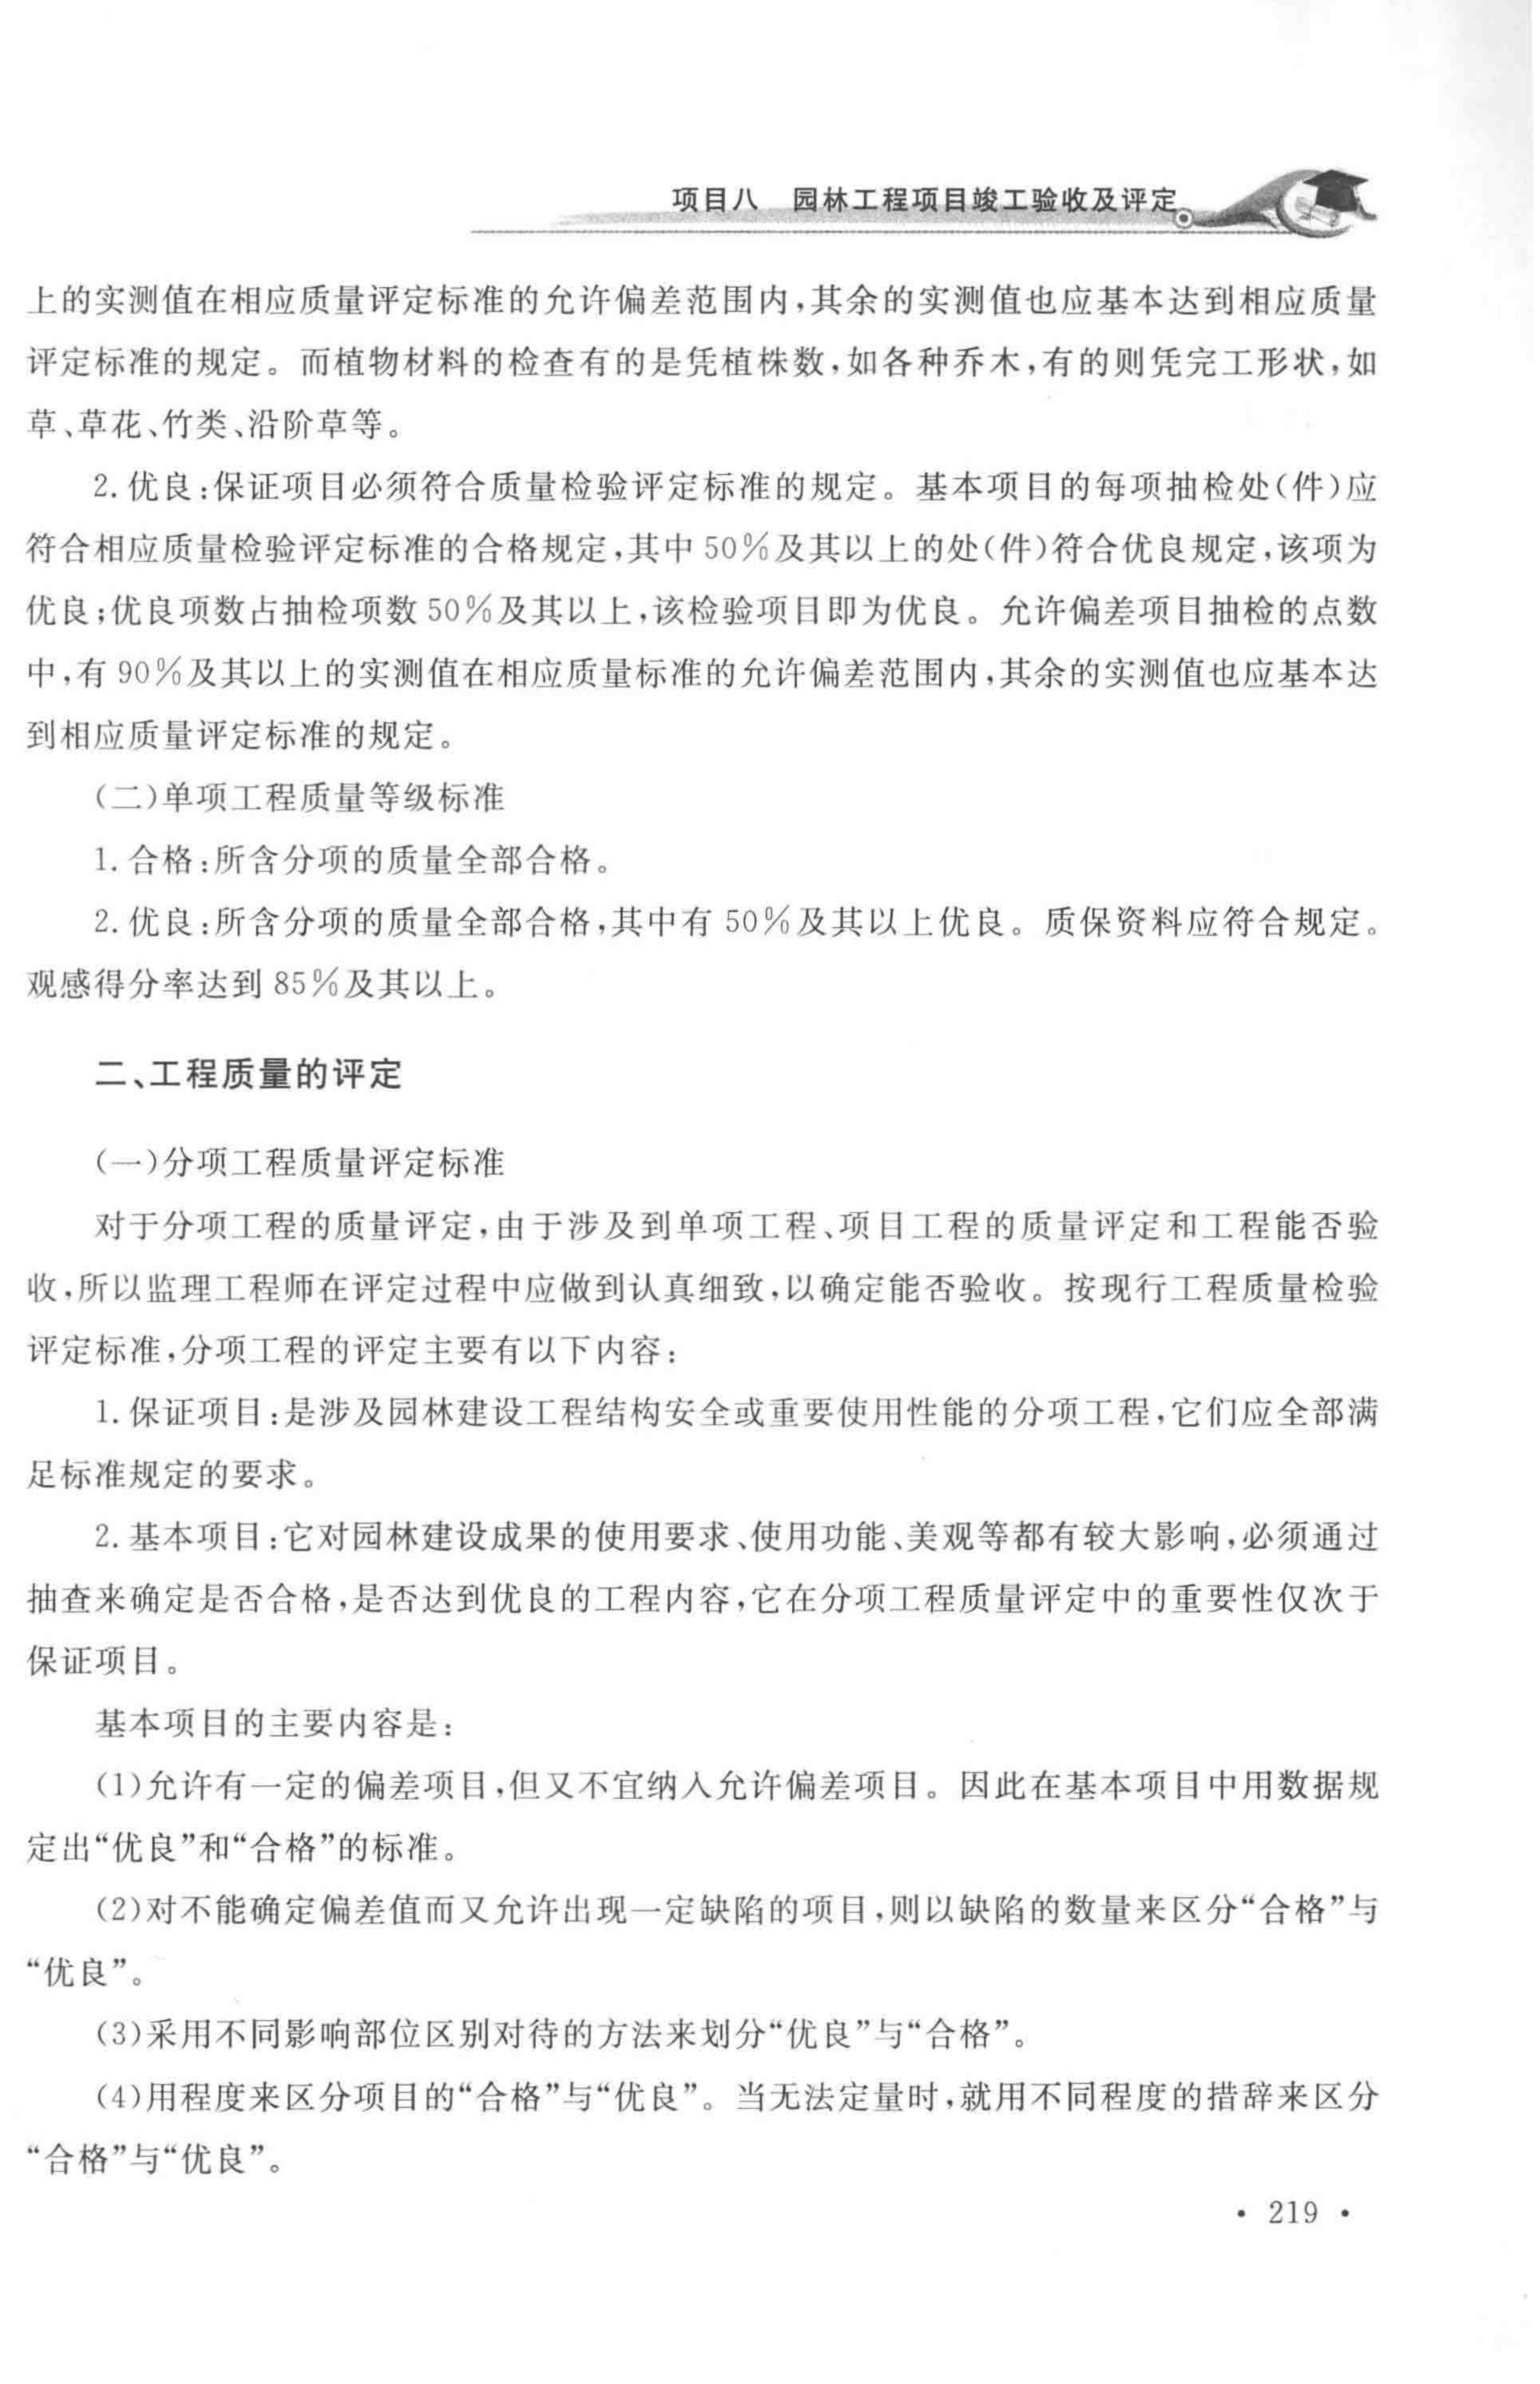 项目八 园林工程项目竣工验收及评定
上的实测值在相应质量评定标准的允许偏差范围内,其余的实测值也应基本达到相应质量
评定标准的规定。而植物材料的检查有的是凭植株数,如各种乔木,有的则凭完工形状,如
草、草花、竹类、沿阶草等。
2. 优良:保证项目必须符合质量检验评定标准的规定。基本项目的每项抽检处(件)应
符合相应质量检验评定标准的合格规定,其中 50%及其以上的处(件)符合优良规定,该项为
优良;优良项数占抽检项数 50%及其以上,该检验项目即为优良。允许偏差项目抽检的点数
中,有 90%及其以上的实测值在相应质量标准的允许偏差范围内,其余的实测值也应基本达
到相应质量评定标准的规定。
(二)单项工程质量等级标准
1. 合格:所含分项的质量全部合格。
2. 优良:所含分项的质量全部合格,其中有 50%及其以上优良。质保资料应符合规定。
观感得分率达到 85%及其以上。
二、工程质量的评定
(一)分项工程质量评定标准
对于分项工程的质量评定,由于涉及到单项工程、项目工程的质量评定和工程能否验
收,所以监理工程师在评定过程中应做到认真细致,以确定能否验收。按现行工程质量检验
评定标准,分项工程的评定主要有以下内容:
1. 保证项目:是涉及园林建设工程结构安全或重要使用性能的分项工程,它们应全部满
足标准规定的要求。
2. 基本项目:它对园林建设成果的使用要求、使用功能、美观等都有较大影响,必须通过
抽查来确定是否合格,是否达到优良的工程内容,它在分项工程质量评定中的重要性仅次于
保证项目。
基本项目的主要内容是:
(1)允许有一定的偏差项目,但又不宜纳入允许偏差项目。因此在基本项目中用数据规
定出“优良”和“合格”的标准。
(2)对不能确定偏差值而又允许出现一定缺陷的项目,则以缺陷的数量来区分“合格”与
“优良”。
(3)采用不同影响部位区别对待的方法来划分“优良”与“合格”。
(4)用程度来区分项目的“合格”与“优良”。当无法定量时,就用不同程度的措辞来区分
“合格”与“优良”。
• 219 •